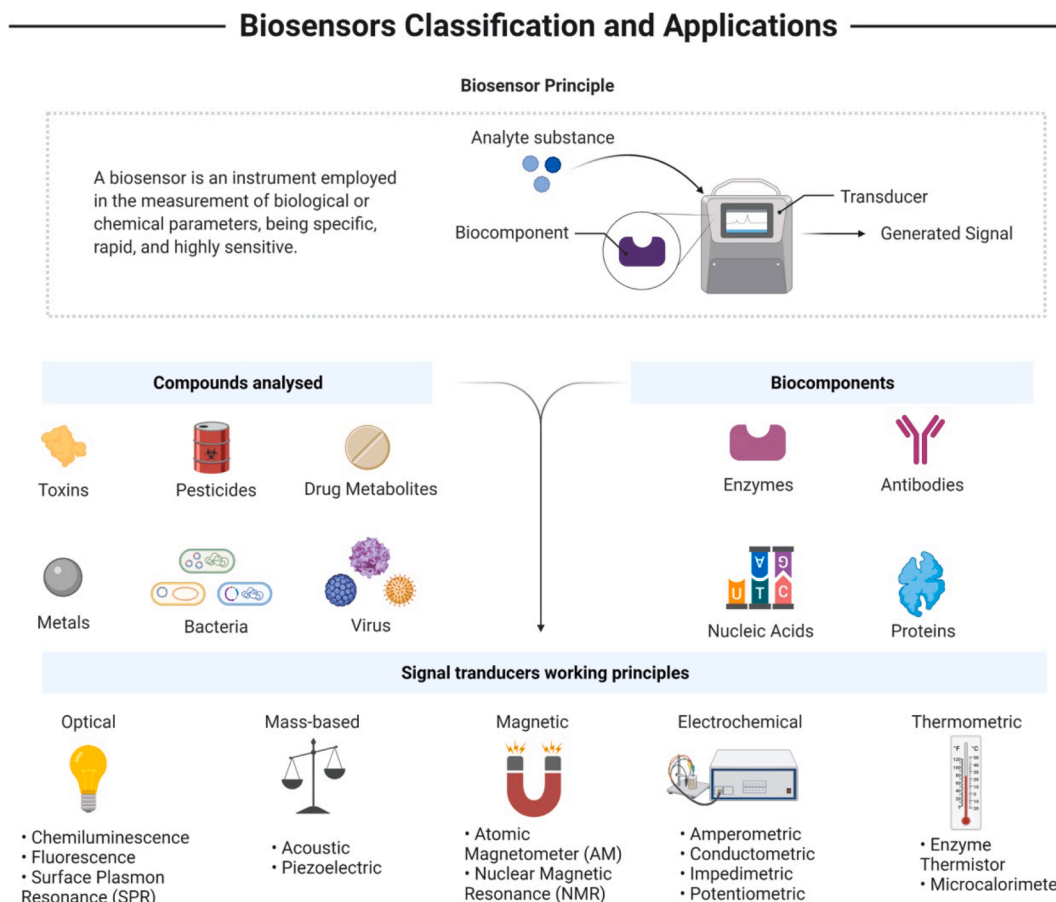 Biosensors Classification and Applications
Biosensor Principle
A biosensor is an instrument employed
in the measurement of biological or
chemical parameters, being specific,
rapid, and highly sensitive.
Analyte substance
Biocomponent
Transducer
Generated Signal
Compounds analysed
Toxins
Pesticides
Drug Metabolites
Metals
Bacteria
Virus
Biocomponents
Enzymes
Antibodies
A
G
U
T
C
Nucleic Acids
Proteins
Signal tranducers working principles
Optical
• Chemiluminescence
• Fluorescence
• Surface Plasmon
Resonance (SPR)
Mass-based
• Acoustic
• Piezoelectric
Magnetic
• Atomic
Magnetometer (AM)
• Nuclear Magnetic
Resonance (NMR)
Electrochemical
• Amperometric
• Conductometric
• Impedimetric
• Potentiometric
Thermometric
°F °C
• Enzyme
Thermistor
• Microcalorimete